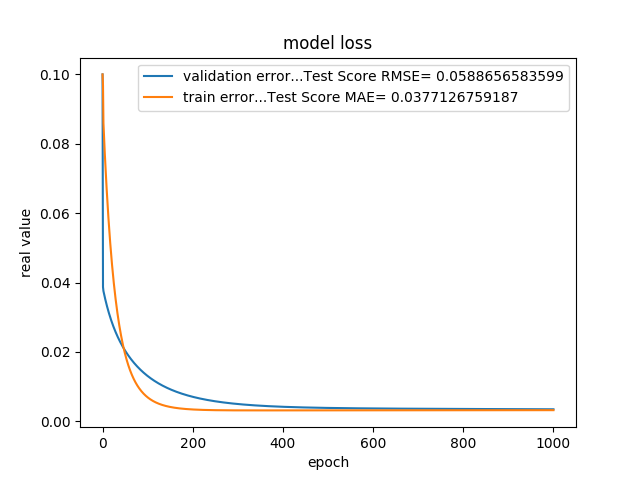 model loss
validation error...Test Score RMSE= 0.0588656583599
train error...Test Score MAE= 0.0377126759187
real value
0.10
0.08
0.06
0.04
0.02
0.00
0 200 400 600 800 1000
epoch